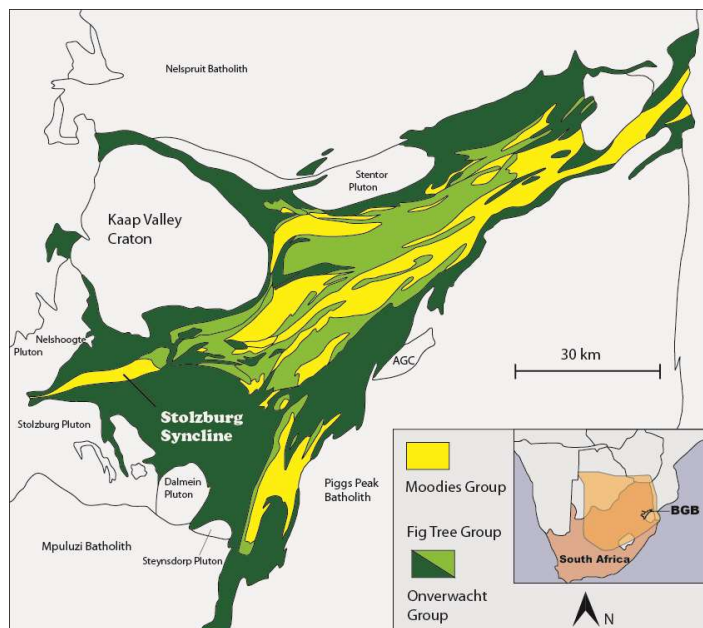 Nelspruit Batholith
Stentor
Pluton
Kaap Valley
Craton
Nelshoogte
Pluton
30 km
AGC
Stolzburg
Syncline
Stolzburg Pluton
Dalmein
Pluton
Piggs Peak
Batholith
Mpuluzi Batholith
Steynsdorp Pluton
Moodies Group
Fig Tree Group
Onverwacht
Group
BGB
South Africa
N